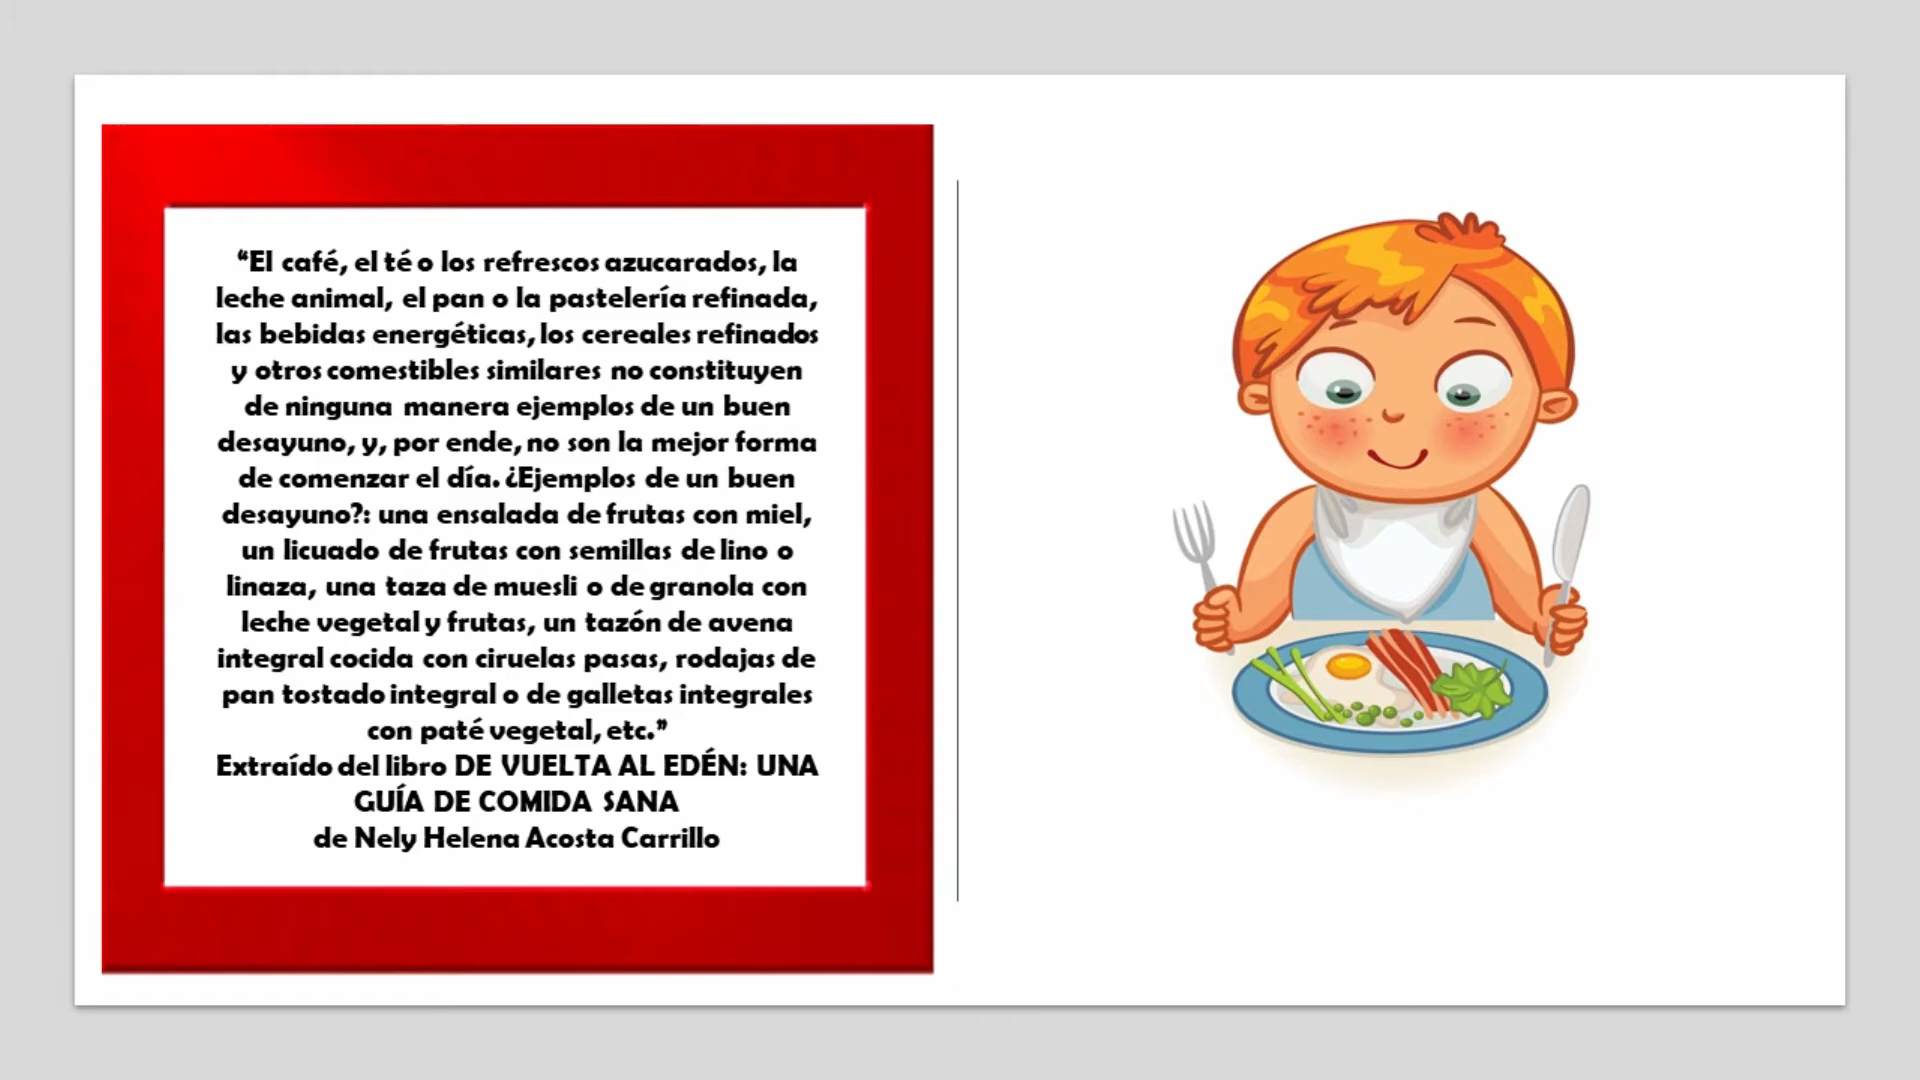 “El café, el té o los refrescos azucarados, la
leche animal, el pan o la pastelería refinada,
las bebidas energéticas, los cereales refinados
y otros comestibles similares no constituyen
de ninguna manera ejemplos de un buen
desayuno, y, por ende, no son la mejor forma
de comenzar el día. ¿Ejemplos de un buen
desayuno?: una ensalada de frutas con miel,
un licuado de frutas con semillas de lino o
linaza, una taza de muesli o de granola con
leche vegetal y frutas, un tazón de avena
integral cocida con ciruelas pasas, rodajas de
pan tostado integral o de galletas integrales
con paté vegetal, etc.”
Extraído del libro DE VUELTA AL EDÉN: UNA
GUÍA DE COMIDA SANA
de Nely Helena Acosta Carrillo